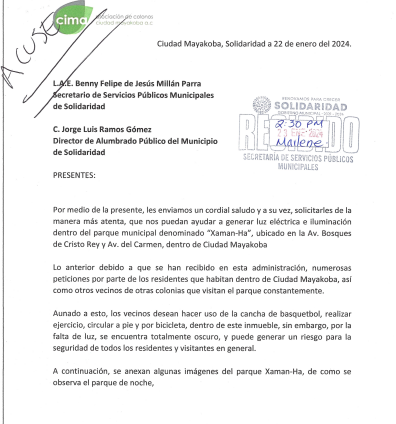 ACUSE
cima
asociación de colonos
ciudad mayakoba a.c
Ciudad Mayakoba, Solidaridad a 22 de enero del 2024.
L.A.E. Benny Felipe de Jesús Millán Parra
Secretario de Servicios Públicos Municipales
de Solidaridad
SOLIDARIDAD
RECIBIDO
2:30 PM
23 ENE 2024
Mailene
SECRETARÍA DE SERVICIOS PÚBLICOS
MUNICIPALES
C. Jorge Luis Ramos Gómez
Director de Alumbrado Público del Municipio
de Solidaridad
PRESENTES:
Por medio de la presente, les enviamos un cordial saludo y a su vez, solicitarles de la
manera más atenta, que nos puedan ayudar a generar luz eléctrica e iluminación
dentro del parque municipal denominado “Xaman-Ha”, ubicado en la Av. Bosques
de Cristo Rey y Av. del Carmen, dentro de Ciudad Mayakoba
Lo anterior debido a que se han recibido en esta administración, numerosas
peticiones por parte de los residentes que habitan dentro de Ciudad Mayakoba, así
como otros vecinos de otras colonias que visitan el parque constantemente.
Aunado a esto, los vecinos desean hacer uso de la cancha de basquetbol, realizar
ejercicio, circular a pie y por bicicleta, dentro de este inmueble, sin embargo, por la
falta de luz, se encuentra totalmente oscuro, y puede generar un riesgo para la
seguridad de todos los residentes y visitantes en general.
A continuación, se anexan algunas imágenes del parque Xaman-Ha, de como se
observa el parque de noche,